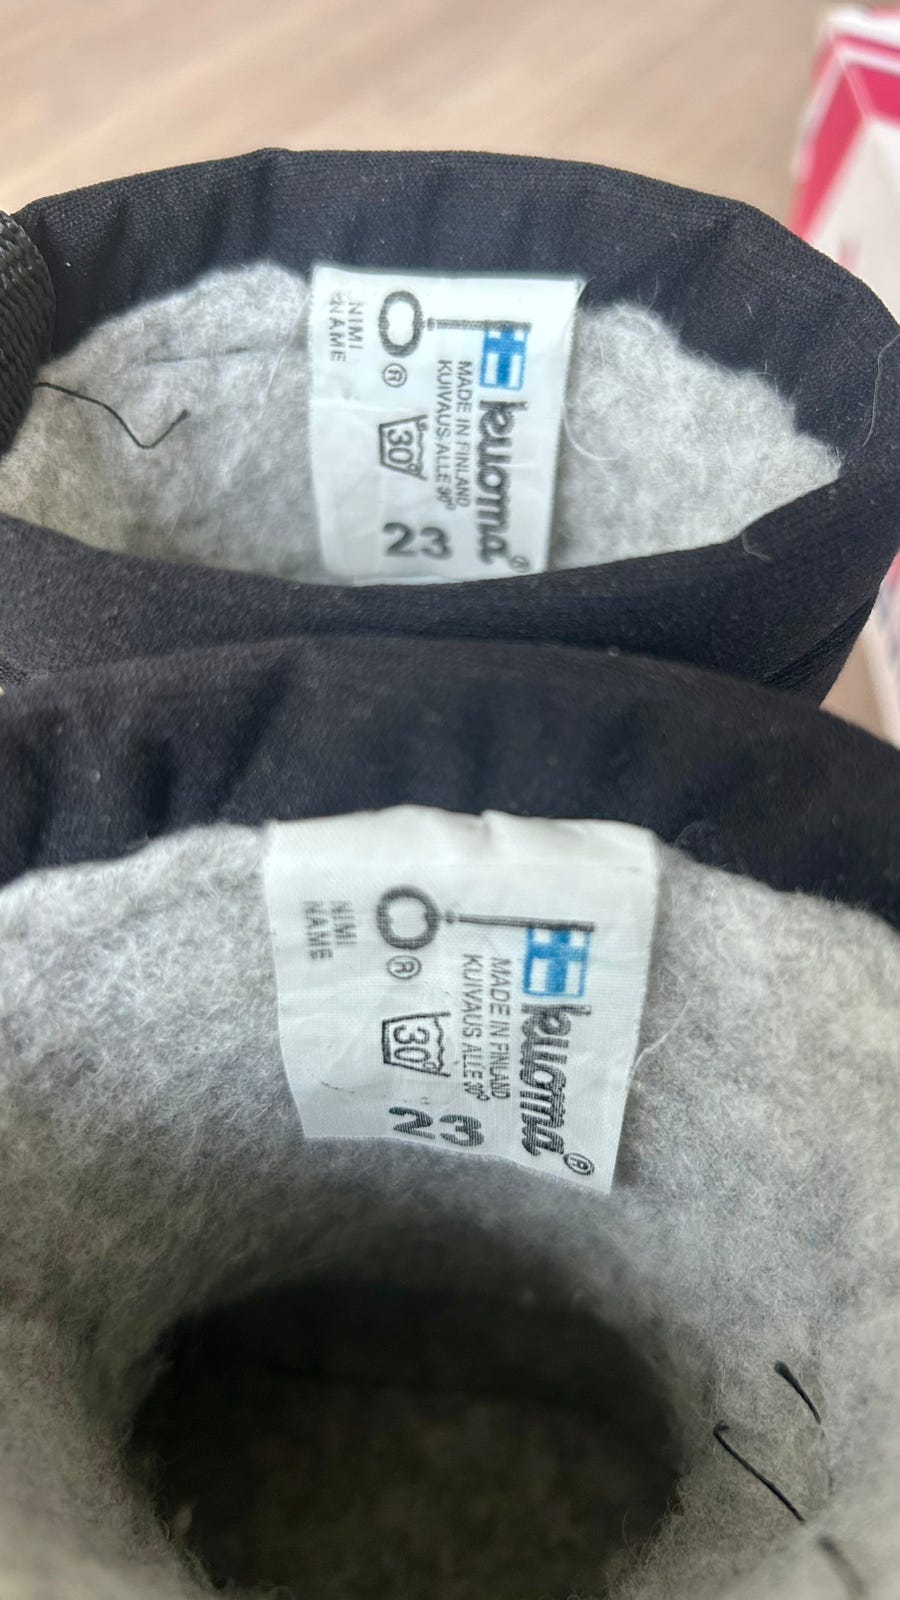 kuoma®
MADE IN FINLAND
KUIVAUS ALLE 30°
®
30°
23
NIMI
NAME
kuoma®
MADE IN FINLAND
KUIVAUS ALLE 30°
®
30°
23
NIMI
NAME